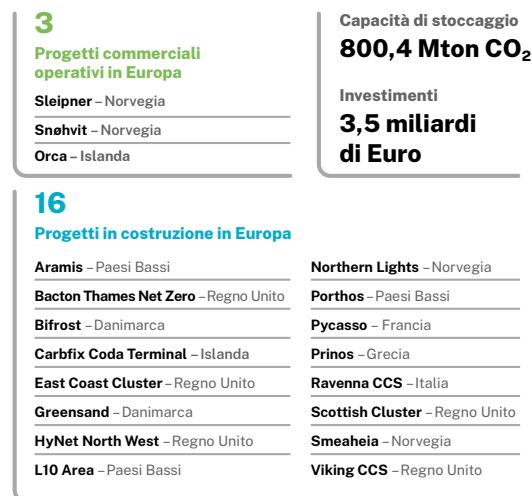 3
Progetti commerciali
operativi in Europa
Sleipner – Norvegia
Snøhvit – Norvegia
Orca – Islanda
Capacità di stoccaggio
800,4 Mton CO₂
Investimenti
3,5 miliardi
di Euro
16
Progetti in costruzione in Europa
Aramis – Paesi Bassi
Bacton Thames Net Zero – Regno Unito
Bifrost – Danimarca
Carbfix Coda Terminal – Islanda
East Coast Cluster – Regno Unito
Greensand – Danimarca
HyNet North West – Regno Unito
L10 Area – Paesi Bassi
Northern Lights – Norvegia
Porthos – Paesi Bassi
Pycasso – Francia
Prinos – Grecia
Ravenna CCS – Italia
Scottish Cluster – Regno Unito
Smeaheia – Norvegia
Viking CCS – Regno Unito